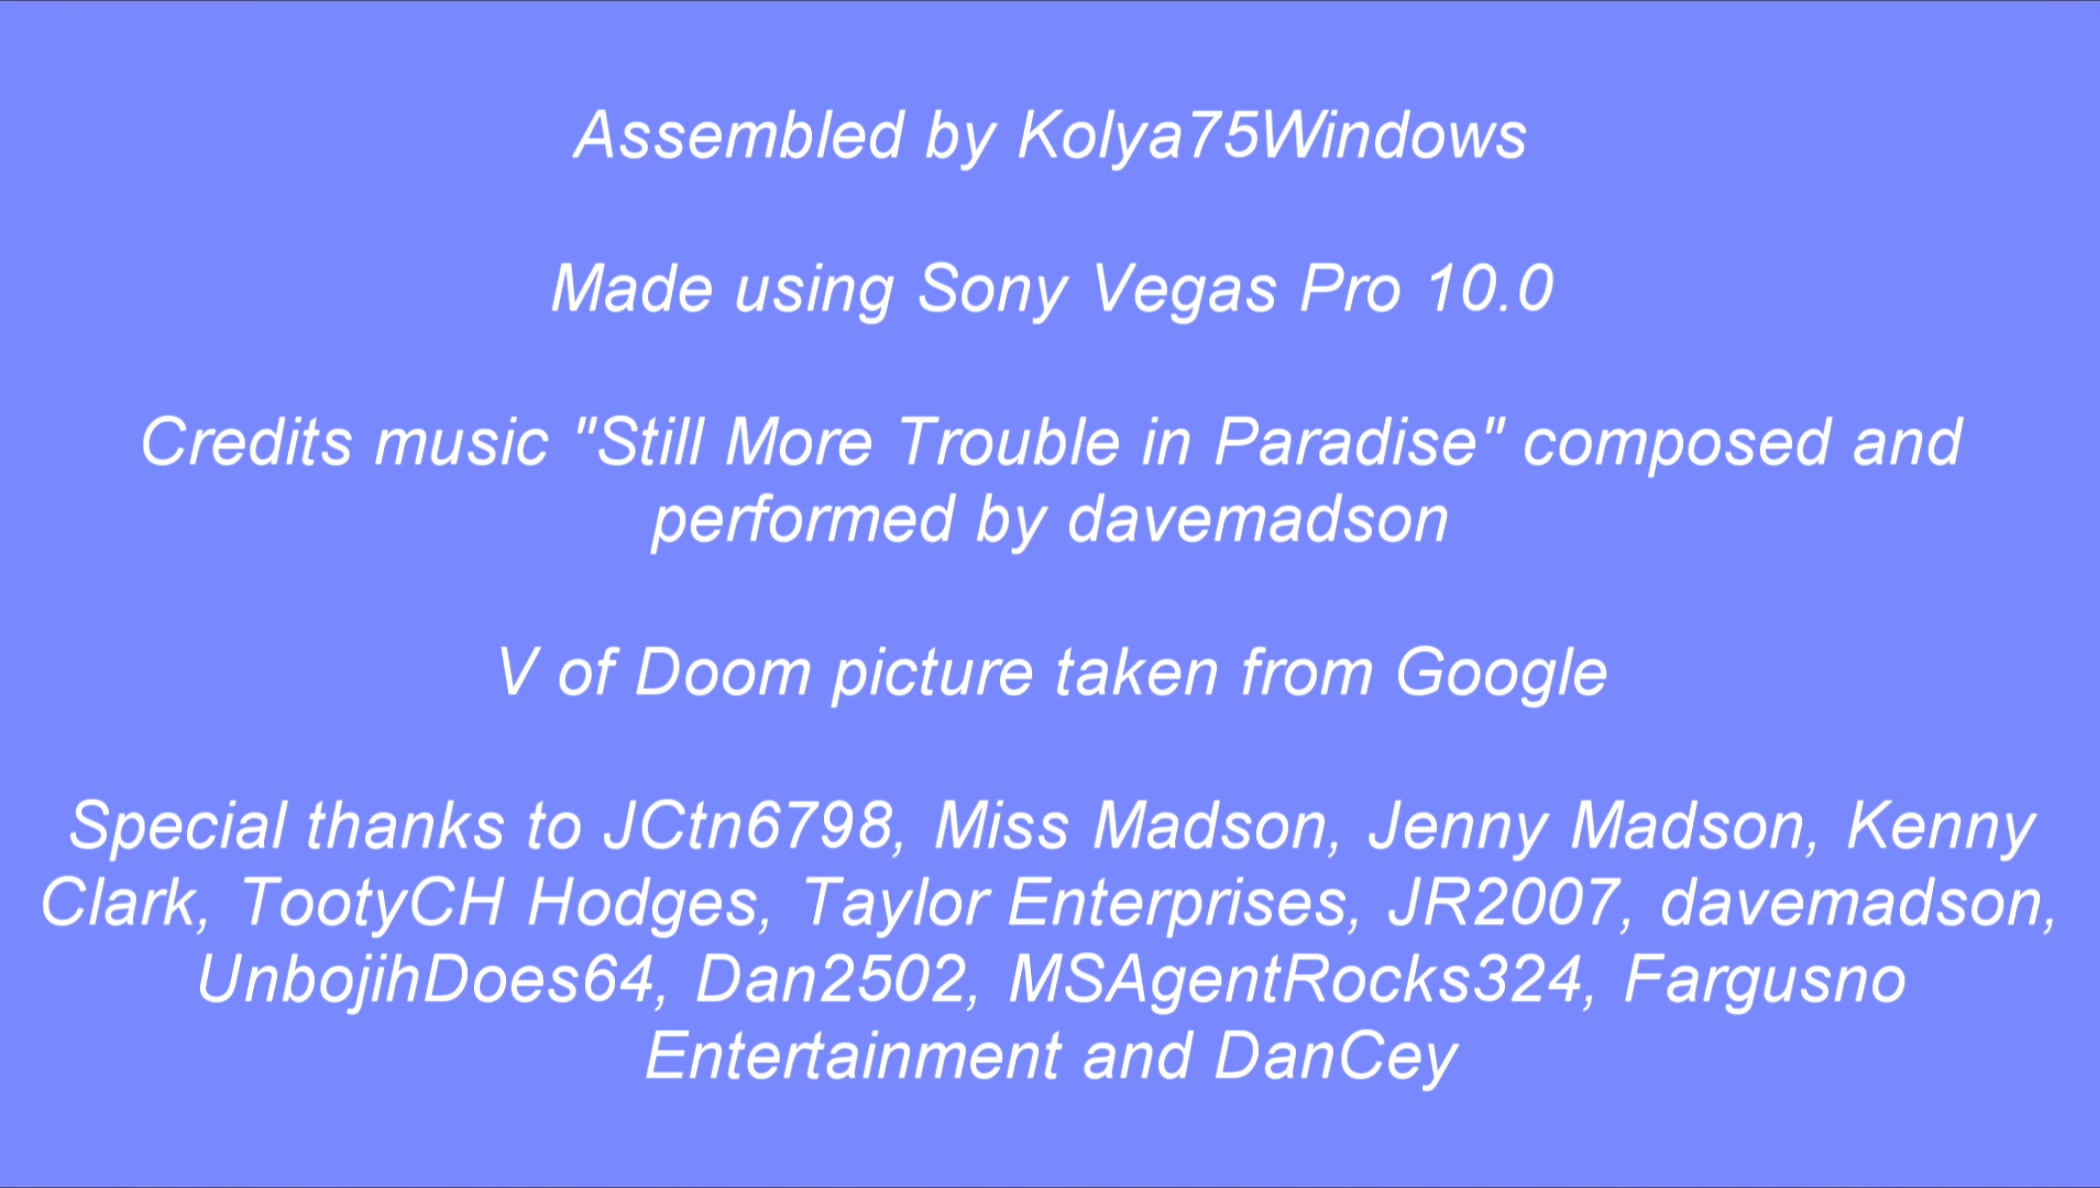 Assembled by Kolya75Windows
Made using Sony Vegas Pro 10.0
Credits music "Still More Trouble in Paradise" composed and
performed by davemadson
V of Doom picture taken from Google
Special thanks to JCtn6798, Miss Madson, Jenny Madson, Kenny
Clark, TootyCH Hodges, Taylor Enterprises, JR2007, davemadson,
UnbojihDoes64, Dan2502, MSAgentRocks324, Fargusno
Entertainment and DanCey